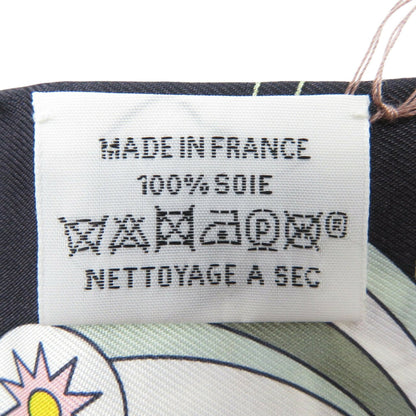 MADE IN FRANCE
100% SOIE
P ®
NETTOYAGE A SEC